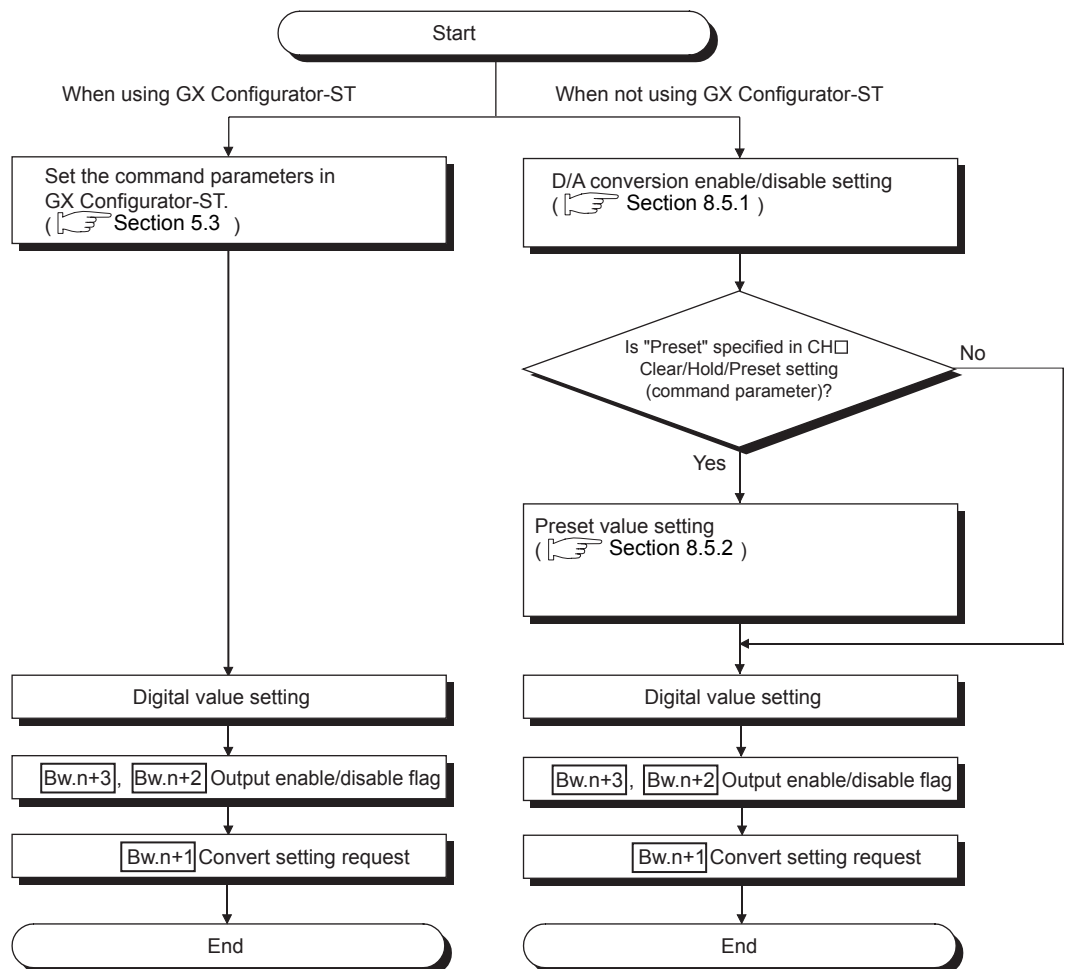 Start
When using GX Configurator-ST
When not using GX Configurator-ST
Set the command parameters in
GX Configurator-ST.
( Section 5.3 )
D/A conversion enable/disable setting
( Section 8.5.1 )
Is "Preset" specified in CH□
Clear/Hold/Preset setting
(command parameter)?
No
Yes
Preset value setting
( Section 8.5.2 )
Digital value setting
Digital value setting
Bw.n+3, Bw.n+2 Output enable/disable flag
Bw.n+3, Bw.n+2 Output enable/disable flag
Bw.n+1 Convert setting request
Bw.n+1 Convert setting request
End
End